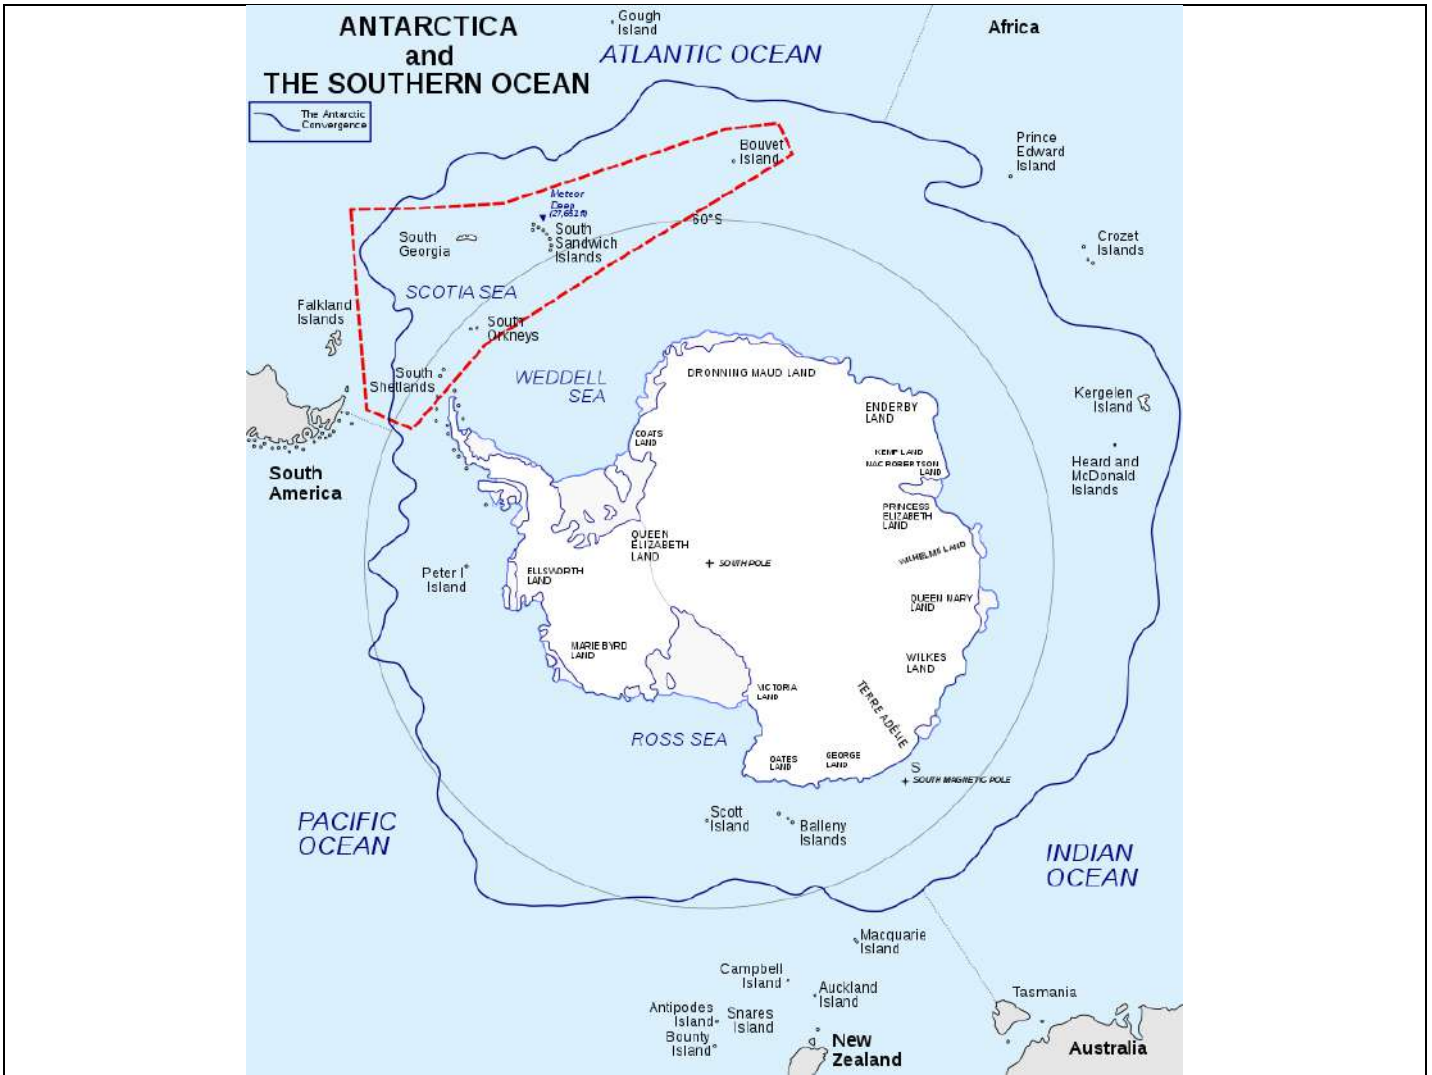 ANTARCTICA
and
THE SOUTHERN OCEAN
The Antarctic
Convergence
Gough
Island
ATLANTIC OCEAN
Africa
Prince
Edward
Island
Bouvet
Island
Meteor
Deep
60°S
South
Georgia
South
Sandwich
Islands
Crozet
Islands
SCOTIA SEA
Falkland
Islands
South
Orkneys
South
Shetlands
WEDDELL
SEA
DRONNING MAUD LAND
ENDERBY
LAND
Kergelen
Island
COATS
LAND
KEMP LAND
MAC ROBERTSON
LAND
Heard and
McDonald
Islands
South
America
PRINCESS
ELIZABETH
LAND
QUEEN
ELIZABETH
LAND
WILHELMS LAND
SOUTH POLE
Peter I
Island
ELLSWORTH
LAND
QUEEN MARY
LAND
MARIE BYRD
LAND
WILKES
LAND
VICTORIA
LAND
TERRE ADÉLIE
ROSS SEA
OATES
LAND
GEORGE
LAND
S
SOUTH MAGNETIC POLE
PACIFIC
OCEAN
Scott
Island
Balleny
Islands
INDIAN
OCEAN
Macquarie
Island
Campbell
Island
Auckland
Island
Tasmania
Antipodes
Island
Snares
Island
Bounty
Island
New
Zealand
Australia